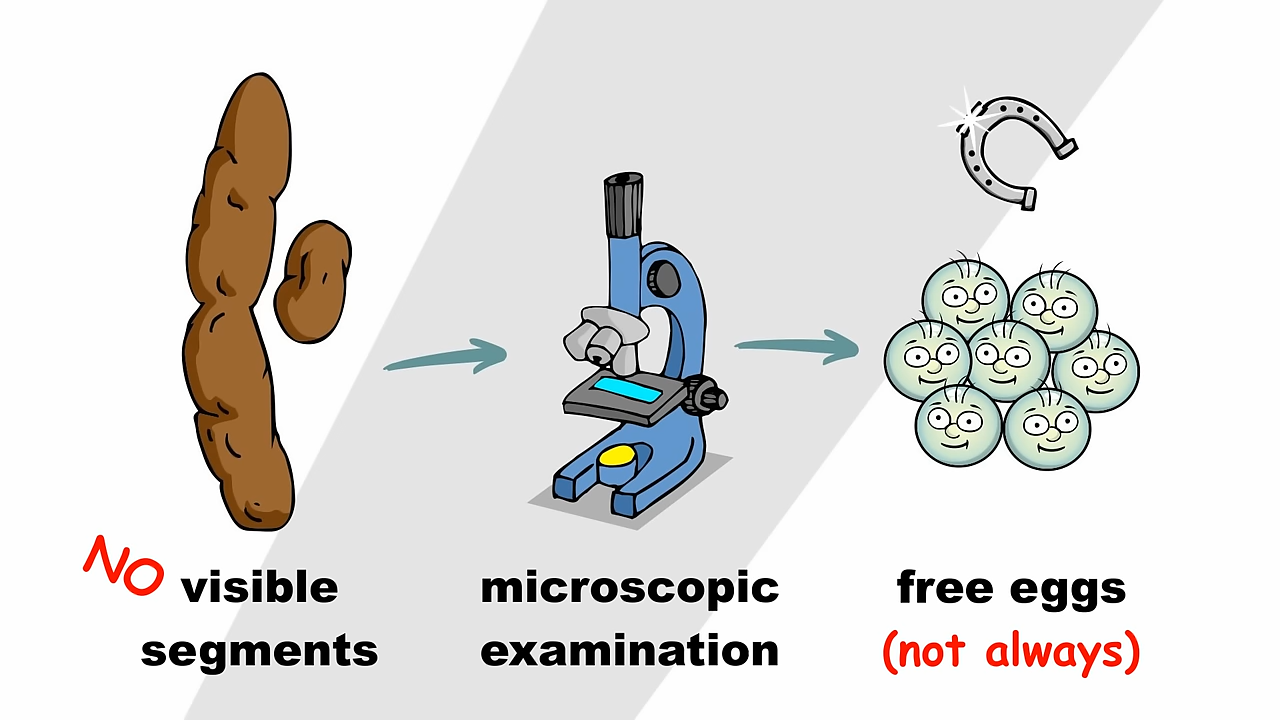 NO visible
segments
microscopic
examination
free eggs
(not always)